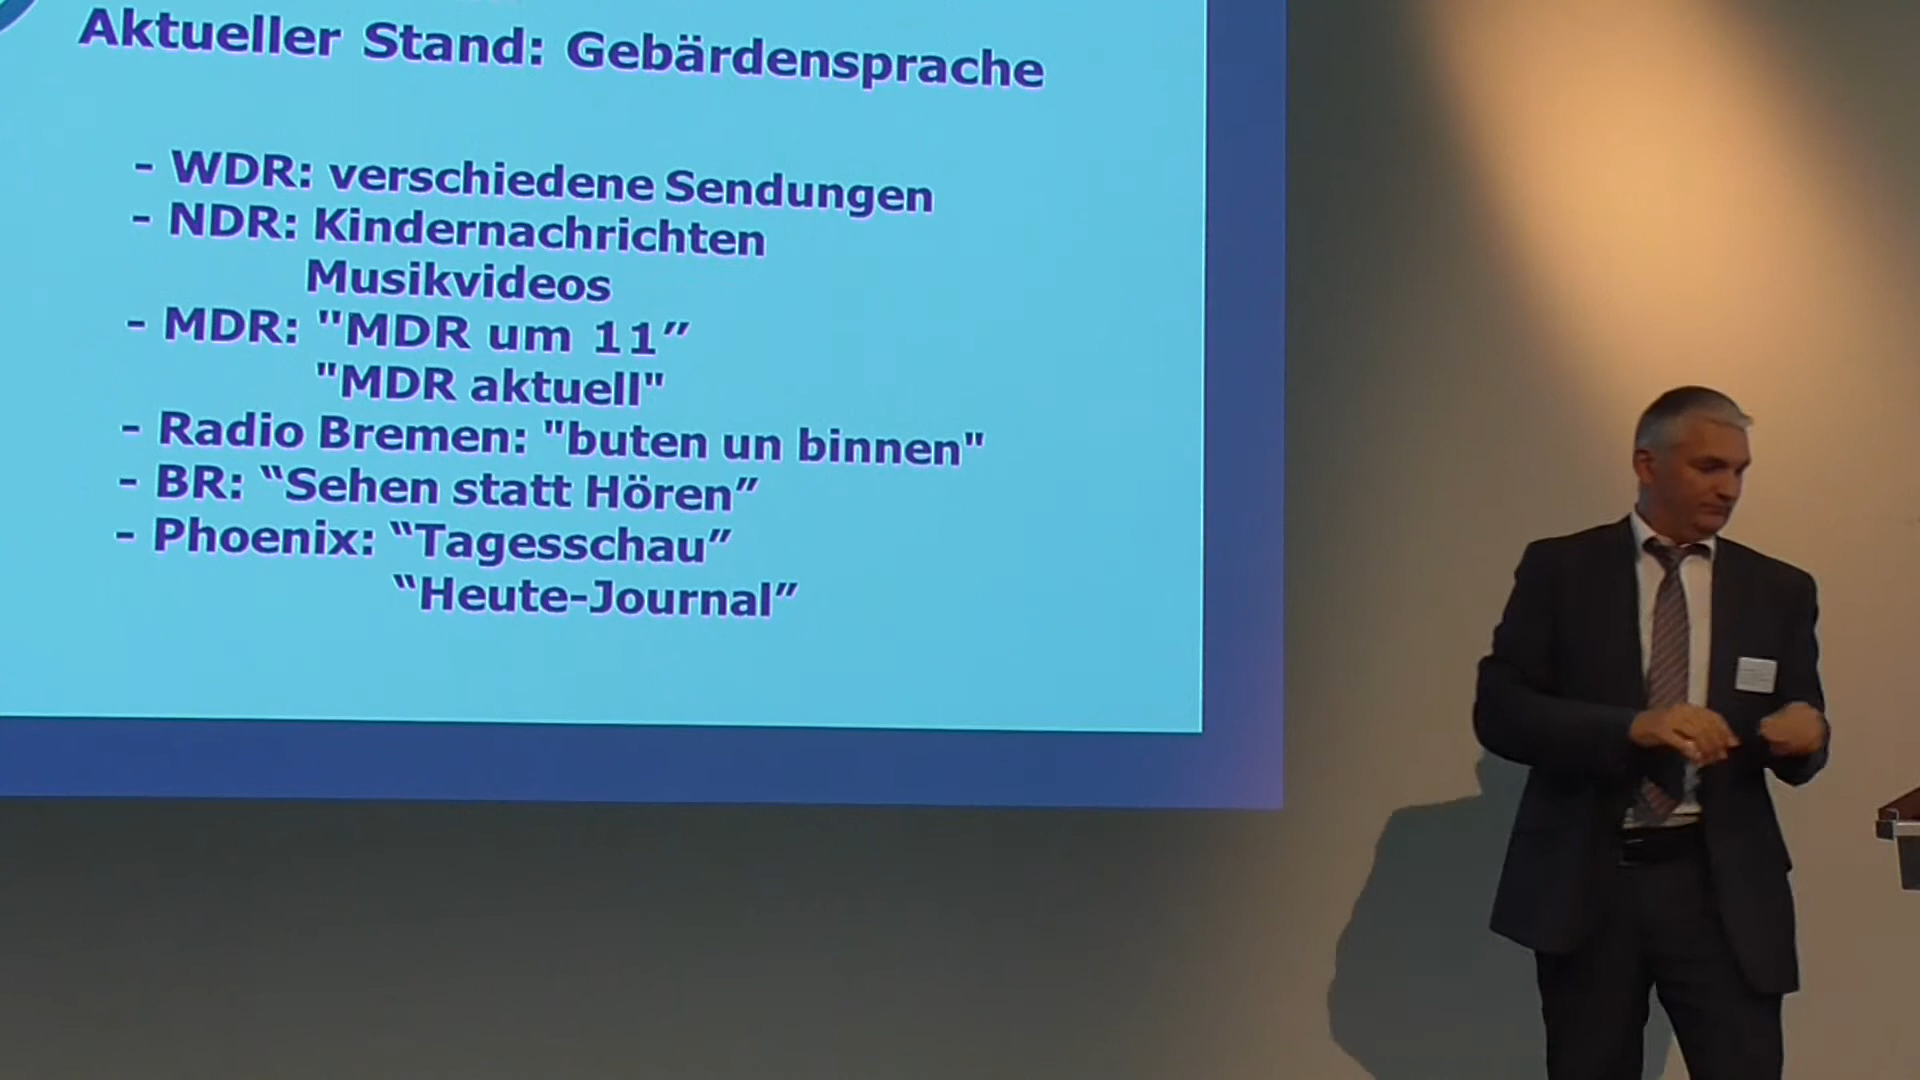 Aktueller Stand: Gebärdensprache
- WDR: verschiedene Sendungen
- NDR: Kindernachrichten
Musikvideos
- MDR: "MDR um 11”
"MDR aktuell"
- Radio Bremen: "buten un binnen"
- BR: “Sehen statt Hören”
- Phoenix: “Tagesschau”
“Heute-Journal”